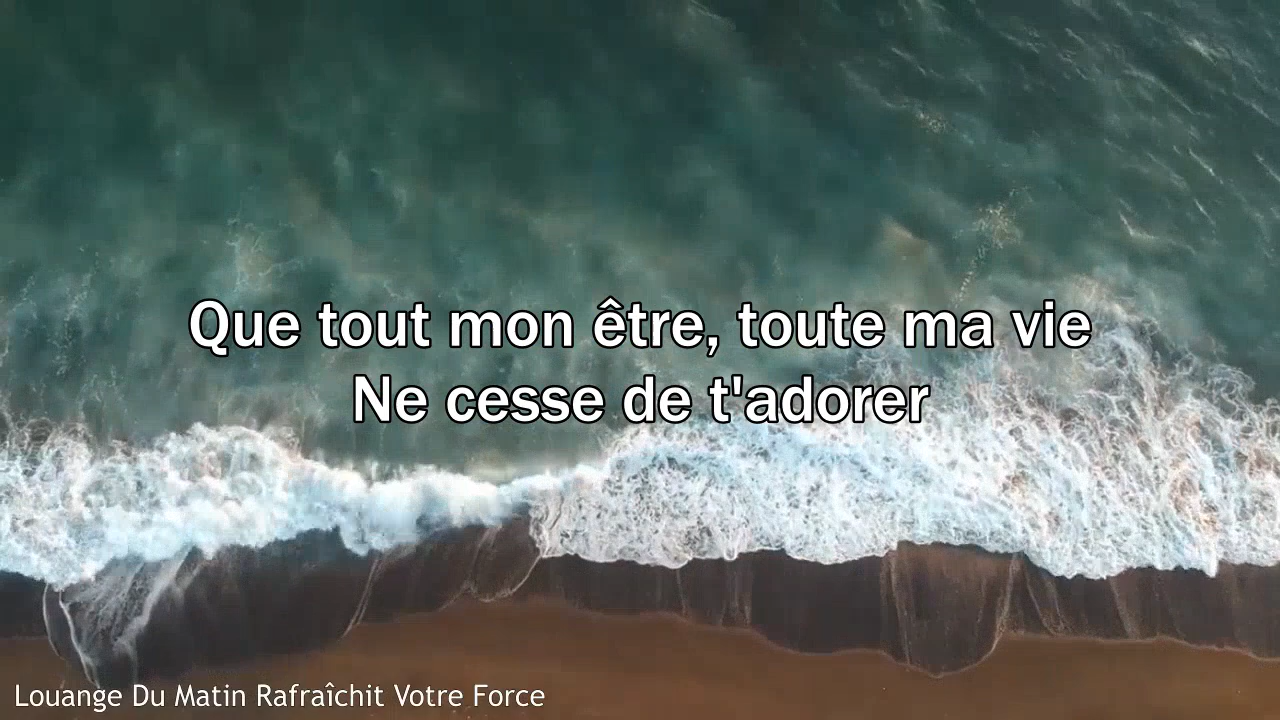 Que tout mon être, toute ma vie
Ne cesse de t'adorer
Louange Du Matin Rafraîchit Votre Force